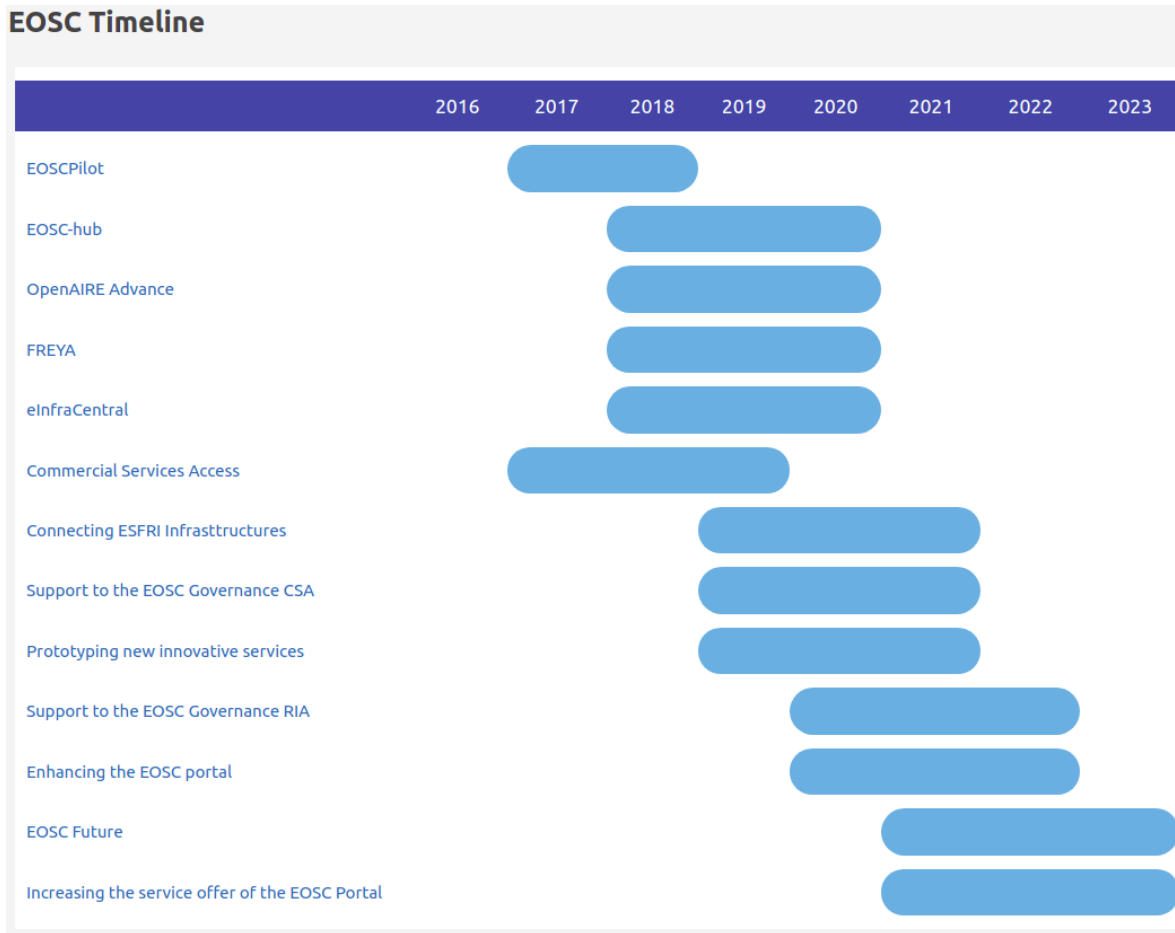 EOSC Timeline
2016 2017 2018 2019 2020 2021 2022 2023
EOSCPilot
EOSC-hub
OpenAIRE Advance
FREYA
eInfraCentral
Commercial Services Access
Connecting ESFRI Infrasttructures
Support to the EOSC Governance CSA
Prototyping new innovative services
Support to the EOSC Governance RIA
Enhancing the EOSC portal
EOSC Future
Increasing the service offer of the EOSC Portal